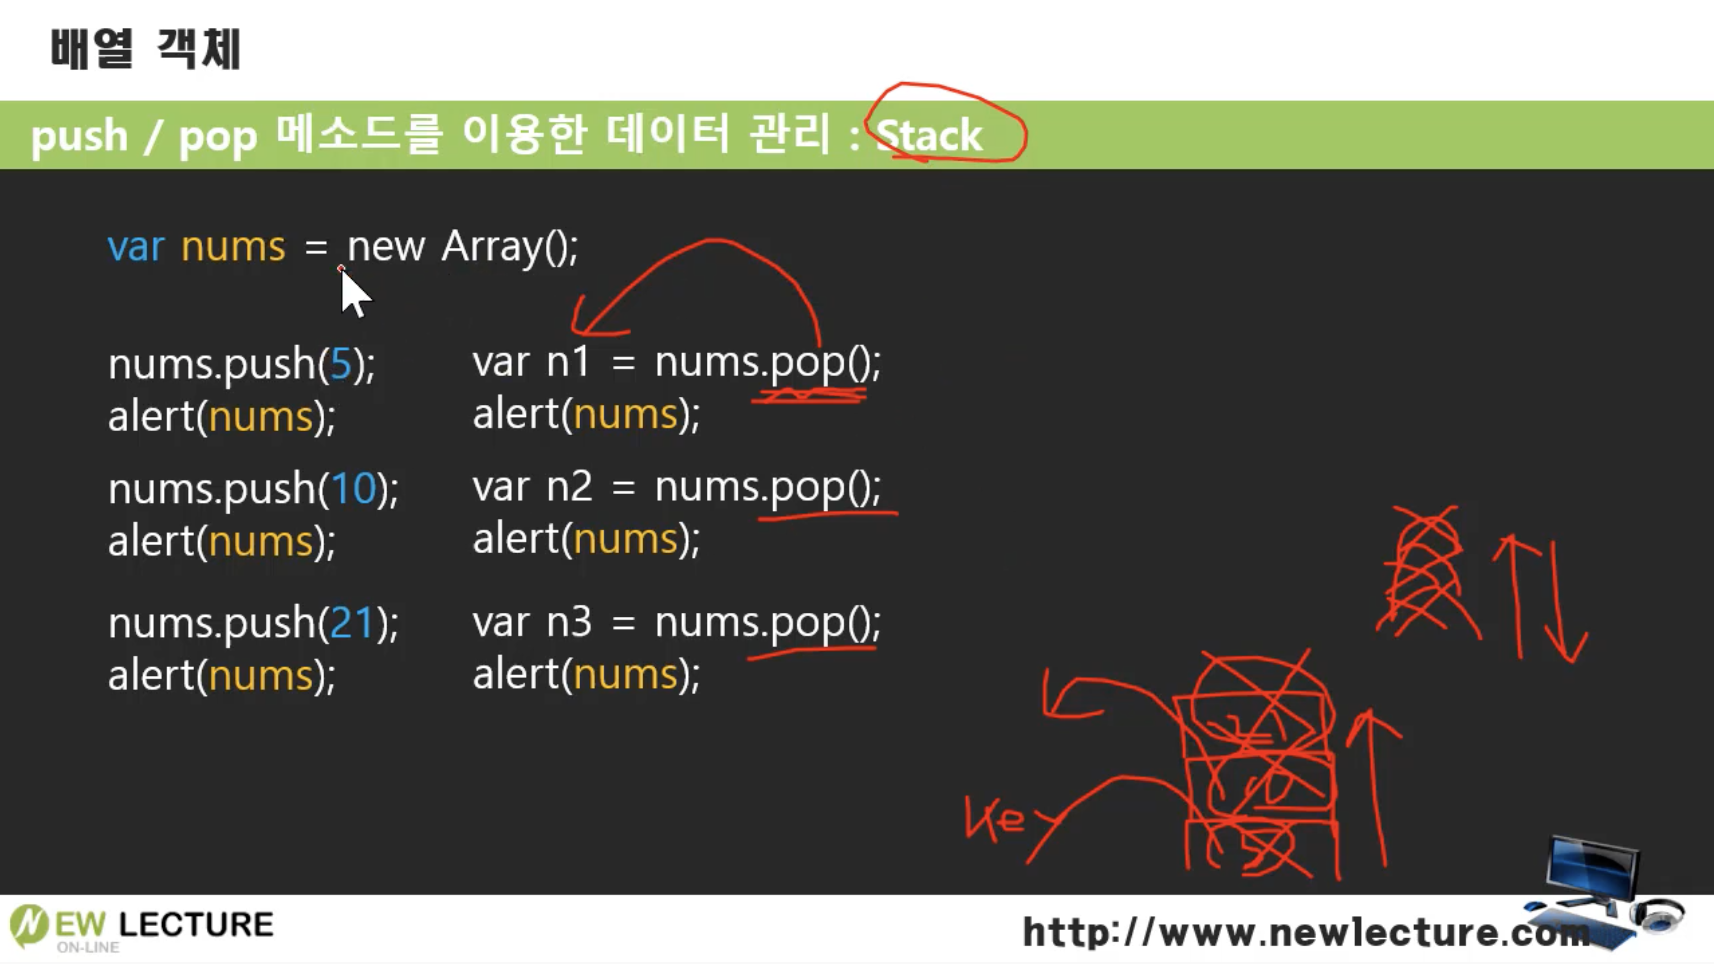 배열 객체
push / pop 메소드를 이용한 데이터 관리 : Stack
var nums = new Array();
nums.push(5);
alert(nums);
nums.push(10);
alert(nums);
nums.push(21);
alert(nums);
var n1 = nums.pop();
alert(nums);
var n2 = nums.pop();
alert(nums);
var n3 = nums.pop();
alert(nums);
21
10
Key
5
NEW LECTURE
ON-LINE
http://www.newlecture.com